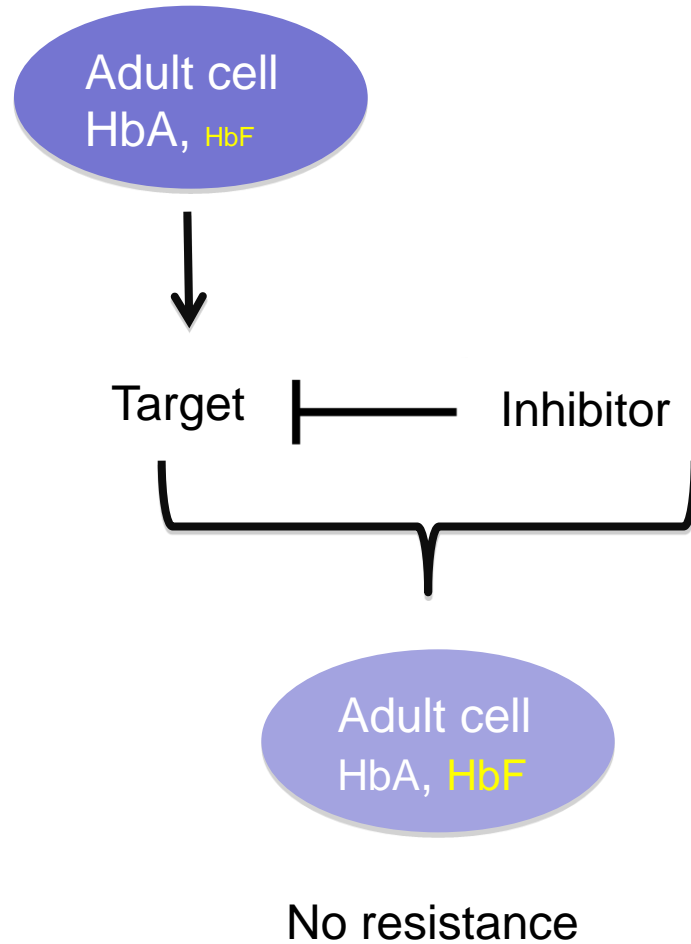 Adult cell
HbA, HbF
Target
Inhibitor
Adult cell
HbA, HbF
No resistance